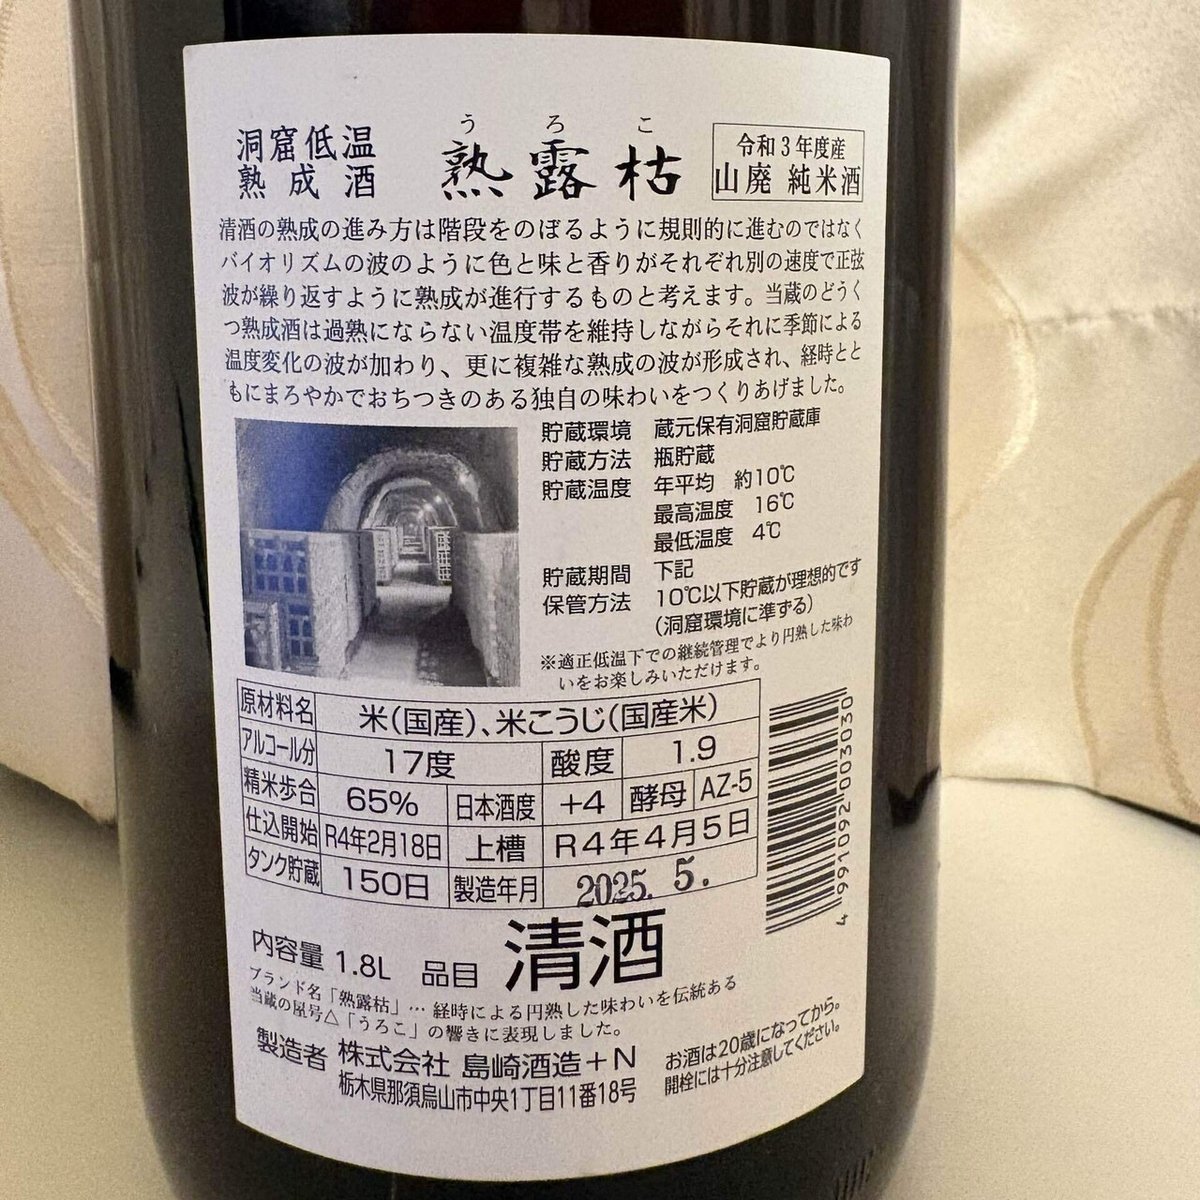 洞窟低温
熟成酒
うろこ
熟露枯
令和3年度産
山廃 純米酒
清酒の熟成の進み方は階段をのぼるように規則的に進むのではなく
バイオリズムの波のように色と味と香りがそれぞれ別の速度で正弦
波が繰り返すように熟成が進行するものと考えます。当蔵のどうく
つ熟成酒は過熟にならない温度帯を維持しながらそれに季節による
温度変化の波が加わり、更に複雑な熟成の波が形成され、経時とと
もにまろやかでおちつきのある独自の味わいをつくりあげました。
貯蔵環境 蔵元保有洞窟貯蔵庫
貯蔵方法 瓶貯蔵
貯蔵温度 年平均 約10℃
最高温度 16℃
最低温度 4℃
貯蔵期間 下記
保管方法 10℃以下貯蔵が理想的です
(洞窟環境に準ずる)
※適正低温下での継続管理でより円熟した味わ
いをお楽しみいただけます。
原材料名 米(国産)、米こうじ(国産米)
アルコール分 17度 酸度 1.9
精米歩合 65% 日本酒度 +4 酵母 AZ-5
仕込開始 R4年2月18日 上槽 R4年4月5日
タンク貯蔵 150日 製造年月 2025. 5.
4 991092 003030
内容量 1.8L 品目 清酒
ブランド名「熟露枯」… 経時による円熟した味わいを伝統ある
当蔵の屋号△「うろこ」の響きに表現しました。
製造者 株式会社 島崎酒造+N
栃木県那須烏山市中央1丁目11番18号
お酒は20歳になってから。
開栓には十分注意してください。